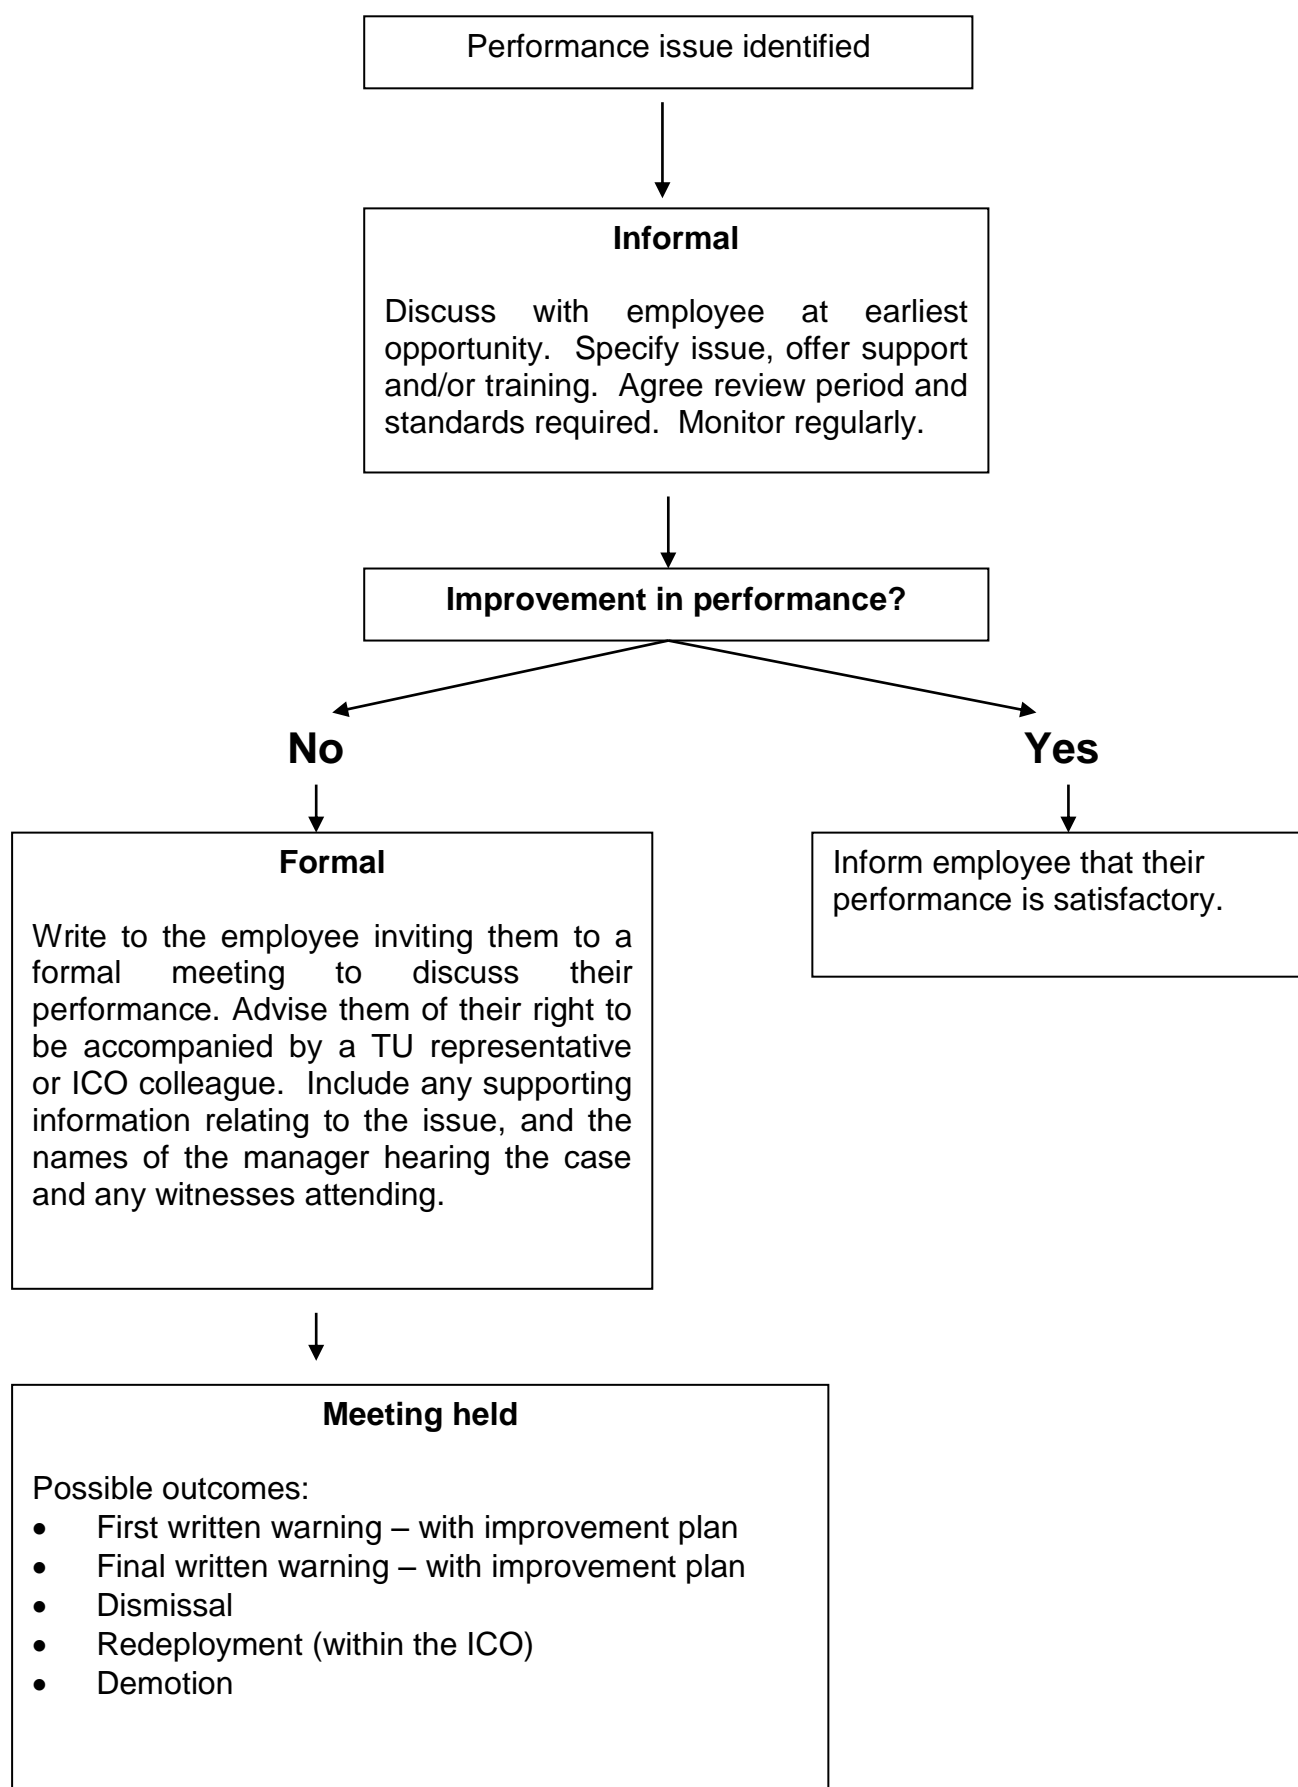 Performance issue identified
Informal
Discuss with employee at earliest
opportunity.  Specify issue, offer support
and/or training.  Agree review period and
standards required.  Monitor regularly.
Improvement in performance?
No
Yes
Formal
Write to the employee inviting them to a
formal meeting to discuss their
performance. Advise them of their right to
be accompanied by a TU representative
or ICO colleague.  Include any supporting
information relating to the issue, and the
names of the manager hearing the case
and any witnesses attending.
Inform employee that their
performance is satisfactory.
Meeting held
Possible outcomes:
• First written warning – with improvement plan
• Final written warning – with improvement plan
• Dismissal
• Redeployment (within the ICO)
• Demotion